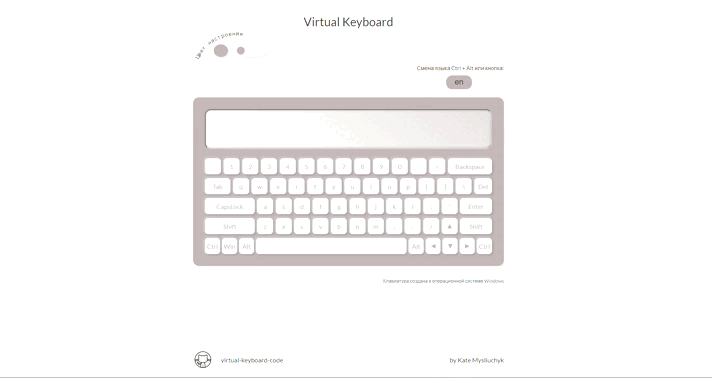 Virtual Keyboard
Цвет настроения
Смена языка Ctrl + Alt или кнопка:
en
1 2 3 4 5 6 7 8 9 0 - Backspace
Tab q w e r t y u i o p [ ] \ Del
CapsLock a s d f g h j k l ; ' Enter
Shift z x c v b n m , . / ▲ Shift
Ctrl Win Alt Alt ◄ ▼ ► Ctrl
Клавиатура создана в операционной системе Windows
virtual-keyboard-code
by Kate Mysliuchyk